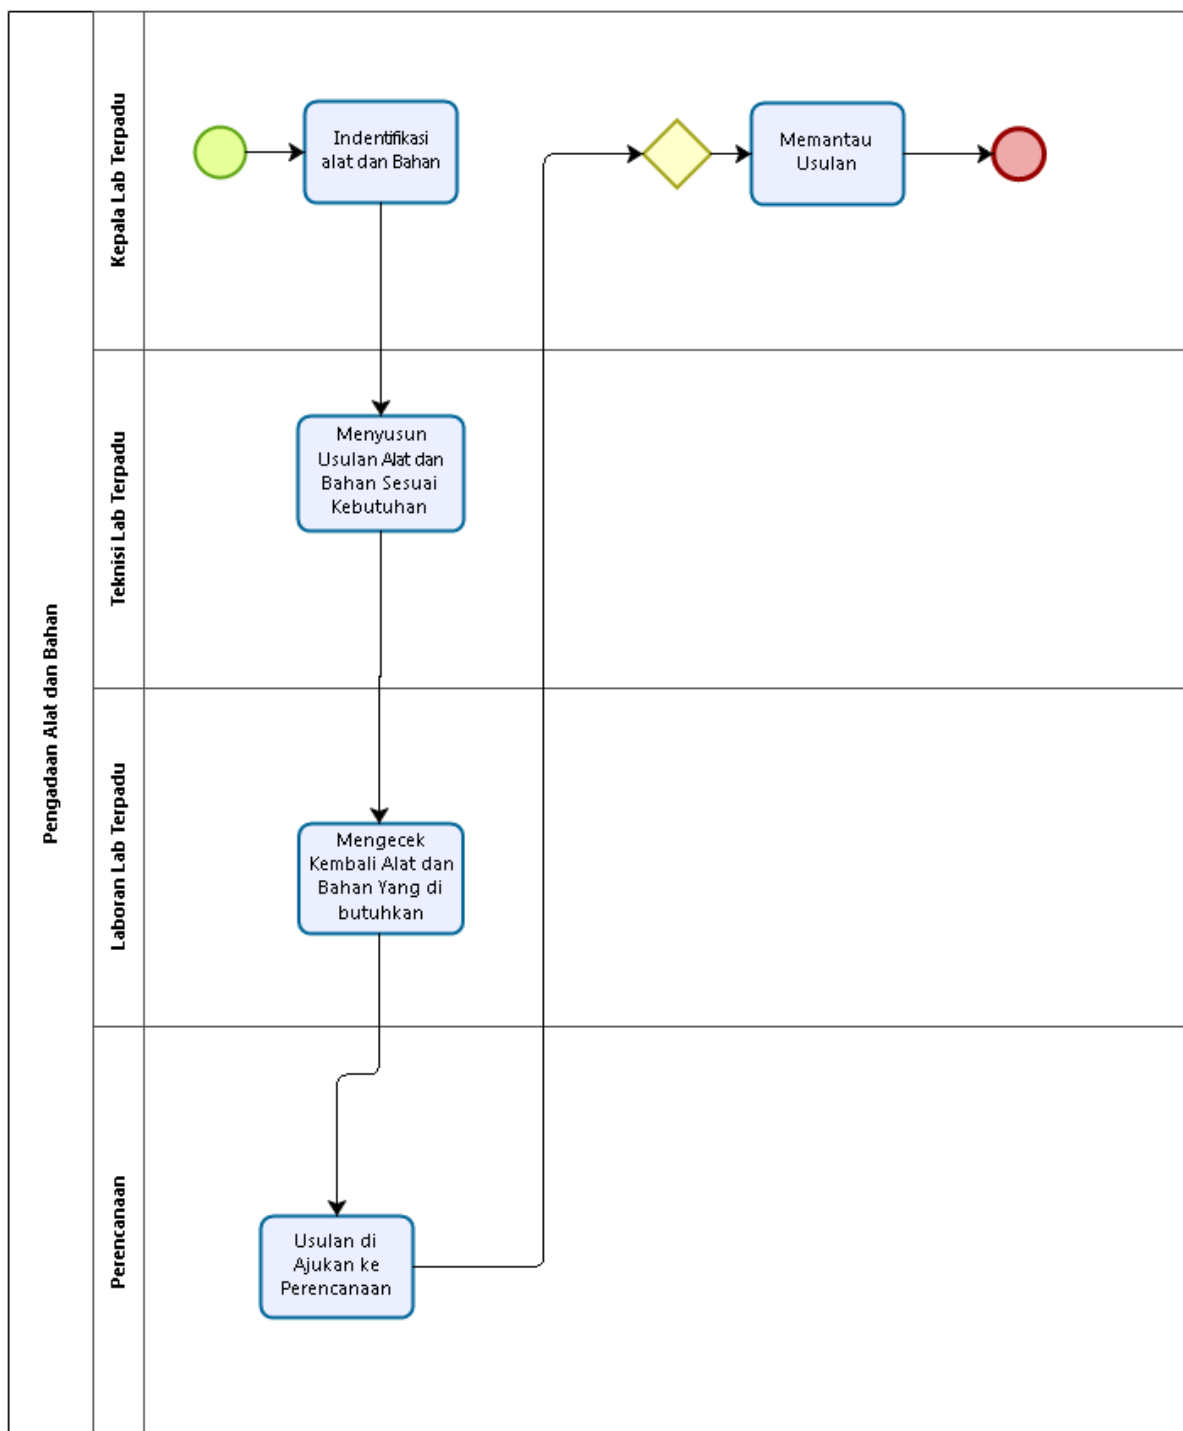 Pengadaan Alat dan Bahan
Kepala Lab Terpadu
Indentifikasi
alat dan Bahan
Memantau
Usulan
Teknisi Lab Terpadu
Menyusun
Usulan Alat dan
Bahan Sesuai
Kebutuhan
Laboran Lab Terpadu
Mengecek
Kembali Alat dan
Bahan Yang di
butuhkan
Perencanaan
Usulan di
Ajukan ke
Perencanaan